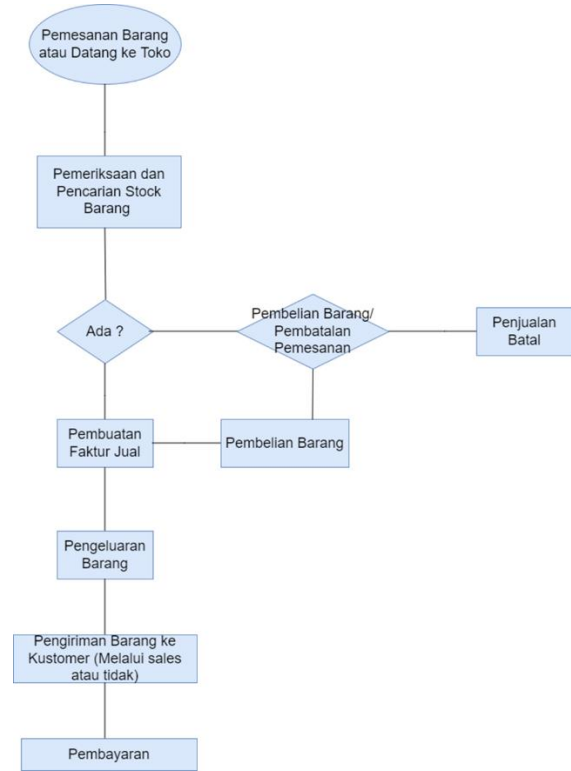 Pemesanan Barang
atau Datang ke Toko
Pemeriksaan dan
Pencarian Stock
Barang
Ada ?
Pembelian Barang/
Pembatalan
Pemesanan
Penjualan
Batal
Pembuatan
Faktur Jual
Pembelian Barang
Pengeluaran
Barang
Pengiriman Barang ke
Kustomer (Melalui sales
atau tidak)
Pembayaran